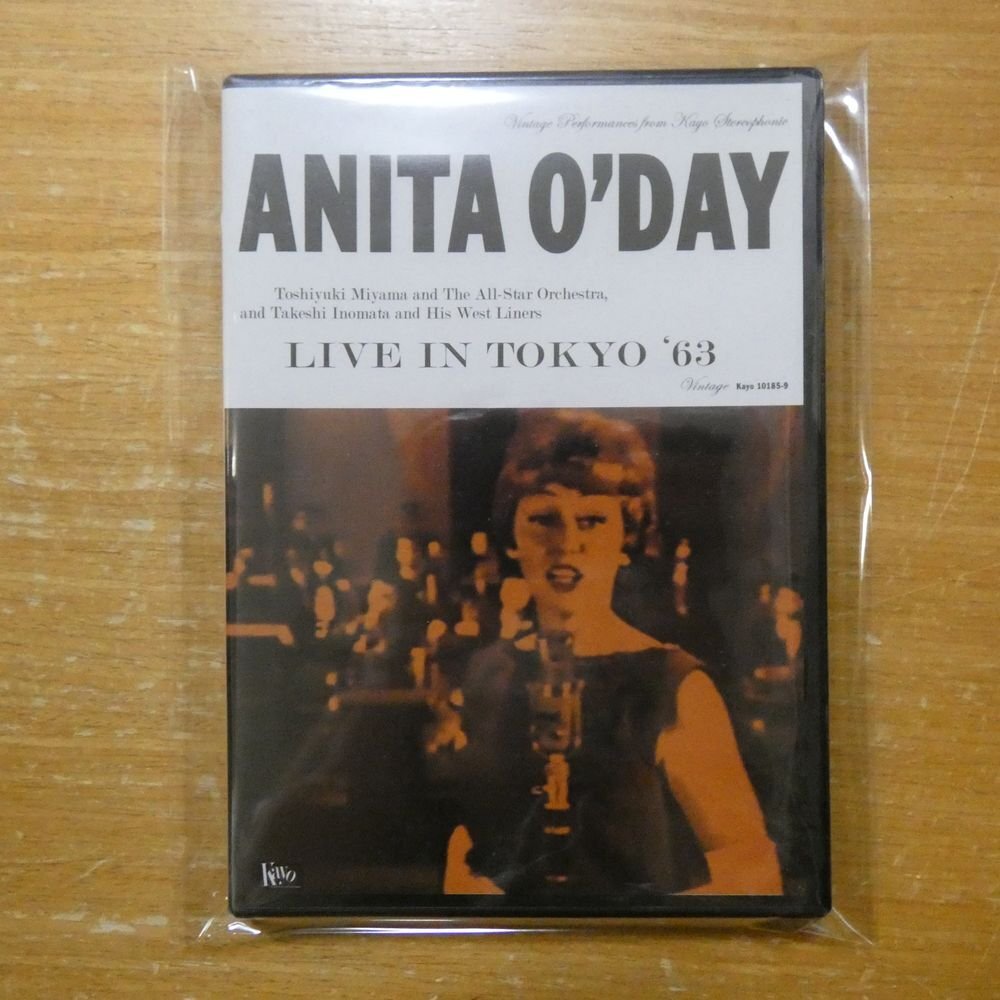 Vintage Performances from Kayo Stereophonic
ANITA O'DAY
Toshiyuki Miyama and The All-Star Orchestra,
and Takeshi Inomata and His West Liners
LIVE IN TOKYO ‘63
Vintage Kayo 10185-9
Kayo